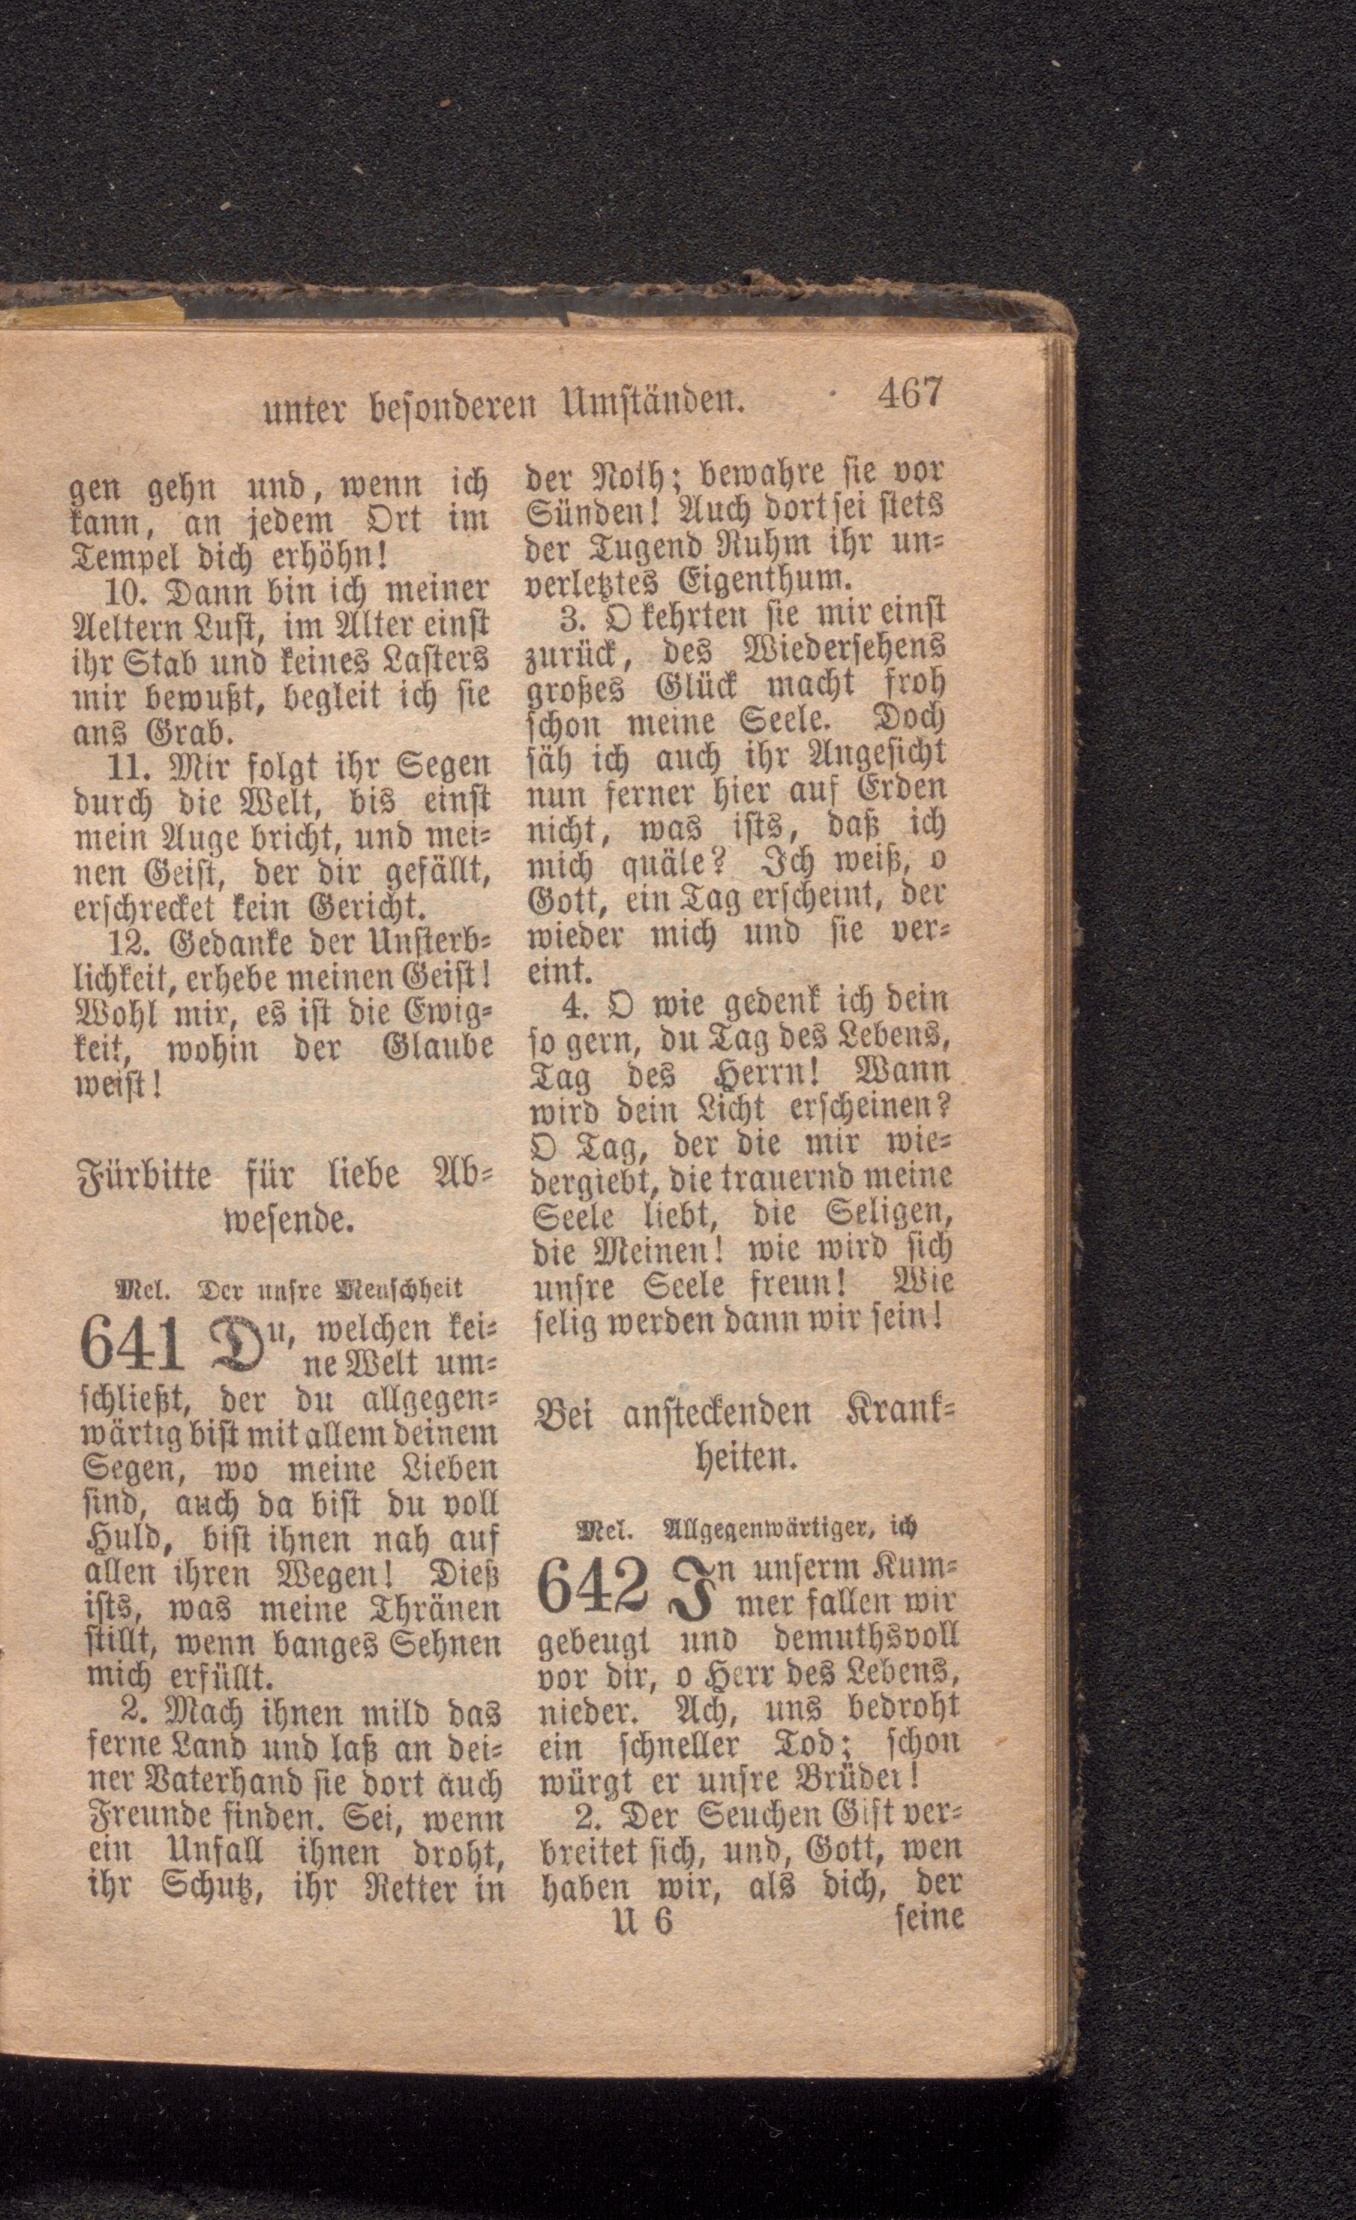 unter besonderen Umständen. 467
gen gehn und, wenn ich
kann, an jedem Ort im
Tempel dich erhöhn!
10. Dann bin ich meiner
Aeltern Lust, im Alter einst
ihr Stab und keines Lasters
mir bewußt, begleit ich sie
ans Grab.
11. Mir folgt ihr Segen
durch die Welt, bis einst
mein Auge bricht, und mei-
nen Geist, der dir gefällt,
erschrecket kein Gericht.
12. Gedanke der Unsterb-
lichkeit, erhebe meinen Geist!
Wohl mir, es ist die Ewig-
keit, wohin der Glaube
weist!
Fürbitte für liebe Ab-
wesende.
Mel. Der unsre Menschheit
641 Du, welchen kei-
ne Welt um-
schließt, der du allgegen-
wärtig bist mit allem deinem
Segen, wo meine Lieben
sind, auch da bist du voll
Huld, bist ihnen nah auf
allen ihren Wegen! Dieß
ists, was meine Thränen
stillt, wenn banges Sehnen
mich erfüllt.
2. Mach ihnen mild das
ferne Land und laß an dei-
ner Vaterhand sie dort auch
Freunde finden. Sei, wenn
ein Unfall ihnen droht,
ihr Schutz, ihr Retter in
der Noth; bewahre sie vor
Sünden! Auch dort sei stets
der Tugend Ruhm ihr un-
verletztes Eigenthum.
3. O kehrten sie mir einst
zurück, des Wiedersehens
großes Glück macht froh
schon meine Seele. Doch
säh ich auch ihr Angesicht
nun ferner hier auf Erden
nicht, was ists, daß ich
mich quäle? Ich weiß, o
Gott, ein Tag erscheint, der
wieder mich und sie ver-
eint.
4. O wie gedenk ich dein
so gern, du Tag des Lebens,
Tag des Herrn! Wann
wird dein Licht erscheinen?
O Tag, der die mir wie-
dergiebt, die trauernd meine
Seele liebt, die Seligen,
die Meinen! wie wird sich
unsre Seele freun! Wie
selig werden dann wir sein!
Bei ansteckenden Krank-
heiten.
Mel. Allgegenwärtiger, ich
642 In unserm Kum-
mer fallen wir
gebeugt und demuthsvoll
vor dir, o Herr des Lebens,
nieder. Ach, uns bedroht
ein schneller Tod; schon
würgt er unsre Brüder!
2. Der Seuchen Gift ver-
breitet sich, und, Gott, wen
haben wir, als dich, der
U 6 seine